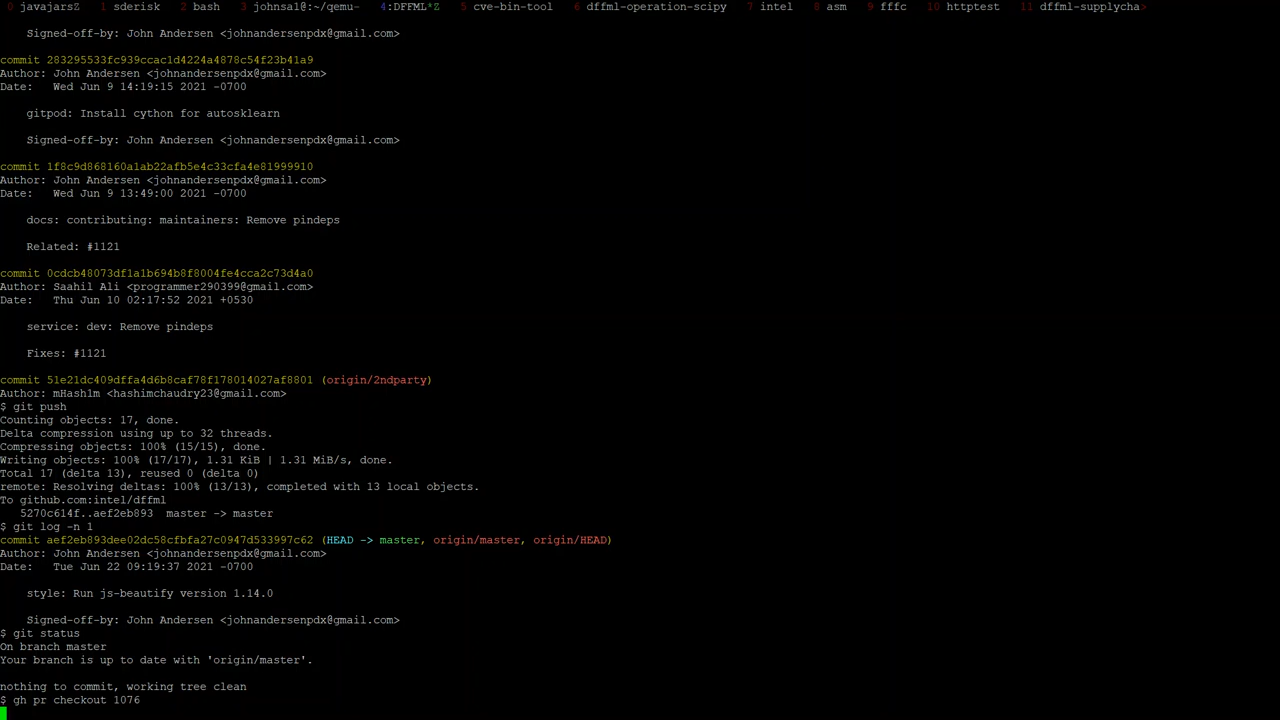 0 javajarsZ  1 sderisk  2 bash  3 johnsal@:~/qemu-  4:DFFML*Z  5 cve-bin-tool  6 dffml-operation-scipy  7 intel  8 asm  9 fffc  10 httptest  11 dffml-supplycha>
Signed-off-by: John Andersen <johnandersenpdx@gmail.com>
commit 283295533fc939ccac1d4224a4878c54f23b41a9
Author: John Andersen <johnandersenpdx@gmail.com>
Date:   Wed Jun 9 14:19:15 2021 -0700
gitpod: Install cython for autosklearn
Signed-off-by: John Andersen <johnandersenpdx@gmail.com>
commit 1f8c9d868160a1ab22afb5e4c33cfa4e81999910
Author: John Andersen <johnandersenpdx@gmail.com>
Date:   Wed Jun 9 13:49:00 2021 -0700
docs: contributing: maintainers: Remove pindeps
Related: #1121
commit 0cdcb48073df1a1b694b8f8004fe4cca2c73d4a0
Author: Saahil Ali <programmer290399@gmail.com>
Date:   Thu Jun 10 02:17:52 2021 +0530
service: dev: Remove pindeps
Fixes: #1121
commit 51e21dc409dffa4d6b8caf78f178014027af8801 (origin/2ndparty)
Author: mHash1m <hashimchaudry23@gmail.com>
$ git push
Counting objects: 17, done.
Delta compression using up to 32 threads.
Compressing objects: 100% (15/15), done.
Writing objects: 100% (17/17), 1.31 KiB | 1.31 MiB/s, done.
Total 17 (delta 13), reused 0 (delta 0)
remote: Resolving deltas: 100% (13/13), completed with 13 local objects.
To github.com:intel/dffml
5270c614f..aef2eb893  master -> master
$ git log -n 1
commit aef2eb893dee02dc58cfbfa27c0947d533997c62 (HEAD -> master, origin/master, origin/HEAD)
Author: John Andersen <johnandersenpdx@gmail.com>
Date:   Tue Jun 22 09:19:37 2021 -0700
style: Run js-beautify version 1.14.0
Signed-off-by: John Andersen <johnandersenpdx@gmail.com>
$ git status
On branch master
Your branch is up to date with 'origin/master'.
nothing to commit, working tree clean
$ gh pr checkout 1076